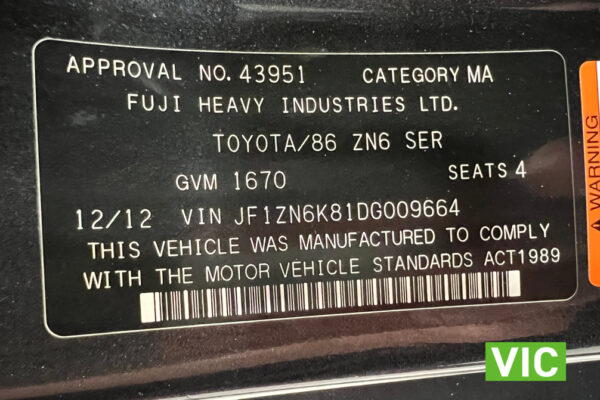 APPROVAL NO. 43951 CATEGORY MA
FUJI HEAVY INDUSTRIES LTD.
TOYOTA/86 ZN6 SER
GVM 1670 SEATS 4
12/12 VIN JF1ZN6K81DG009664
THIS VEHICLE WAS MANUFACTURED TO COMPLY
WITH THE MOTOR VEHICLE STANDARDS ACT1989
WARNING
VIC